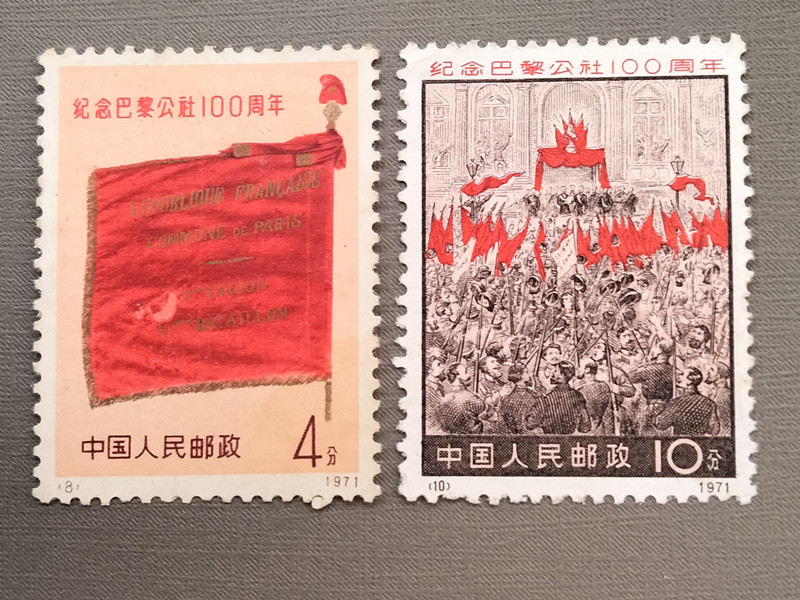 纪念巴黎公社100周年
REPUBLIQUE FRANÇAISE
COMMUNE DE PARIS
BATAILLON
中国人民邮政 4分
(8) 1971
纪念巴黎公社100周年
中国人民邮政 10分
(10) 1971